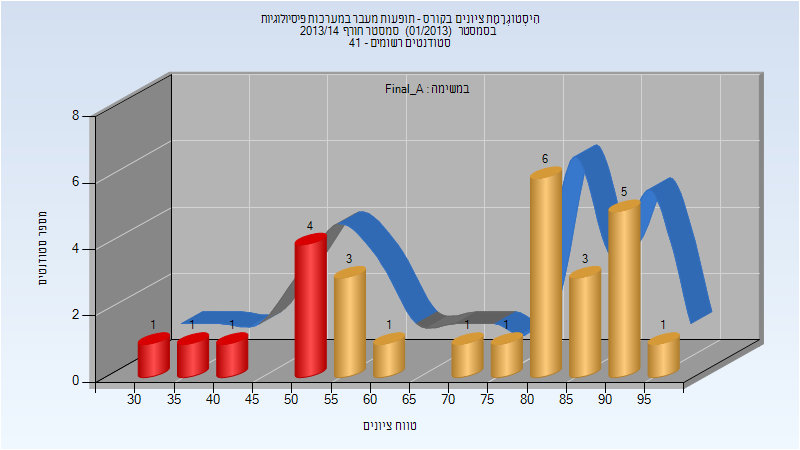 היסטוגרמת ציונים בקורס - תופעות מעבר במערכות פיסיולוגיות
בסמסטר (01/2013) סמסטר חורף 2013/14
סטודנטים רשומים - 41
במשימה : Final_A
מספר סטודנטים
8
6
4
2
0
1 1 1 4 3 1 1 1 6 3 5 1
30 35 40 45 50 55 60 65 70 75 80 85 90 95
טווח ציונים